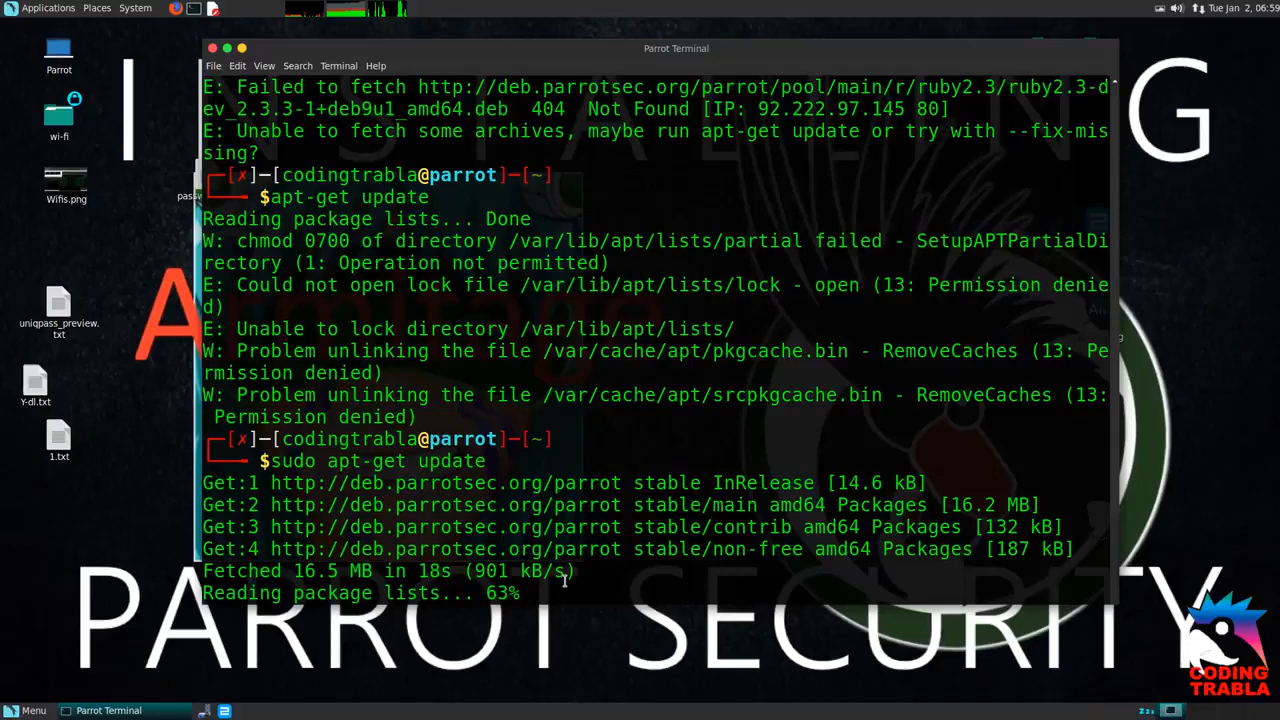 Applications Places System
Tue Jan 2, 06:59
Parrot Terminal
File Edit View Search Terminal Help
E: Failed to fetch http://deb.parrotsec.org/parrot/pool/main/r/ruby2.3/ruby2.3-d
ev_2.3.3-1+deb9u1_amd64.deb  404  Not Found [IP: 92.222.97.145 80]
E: Unable to fetch some archives, maybe run apt-get update or try with --fix-mis
sing?
┌─[✗]─[codingtrabla@parrot]─[~]
└──╼ $apt-get update
Reading package lists... Done
W: chmod 0700 of directory /var/lib/apt/lists/partial failed - SetupAPTPartialDi
rectory (1: Operation not permitted)
E: Could not open lock file /var/lib/apt/lists/lock - open (13: Permission denie
d)
E: Unable to lock directory /var/lib/apt/lists/
W: Problem unlinking the file /var/cache/apt/pkgcache.bin - RemoveCaches (13: Pe
rmission denied)
W: Problem unlinking the file /var/cache/apt/srcpkgcache.bin - RemoveCaches (13:
 Permission denied)
┌─[✗]─[codingtrabla@parrot]─[~]
└──╼ $sudo apt-get update
Get:1 http://deb.parrotsec.org/parrot stable InRelease [14.6 kB]
Get:2 http://deb.parrotsec.org/parrot stable/main amd64 Packages [16.2 MB]
Get:3 http://deb.parrotsec.org/parrot stable/contrib amd64 Packages [132 kB]
Get:4 http://deb.parrotsec.org/parrot stable/non-free amd64 Packages [187 kB]
Fetched 16.5 MB in 18s (901 kB/s)
Reading package lists... 63%
Parrot
wi-fi
Wifis.png
uniqpass_preview.
txt
Y-dl.txt
1.txt
INSTALLING
Armitage
PARROT SECURITY
CODING
TRABLA
Menu
Parrot Terminal